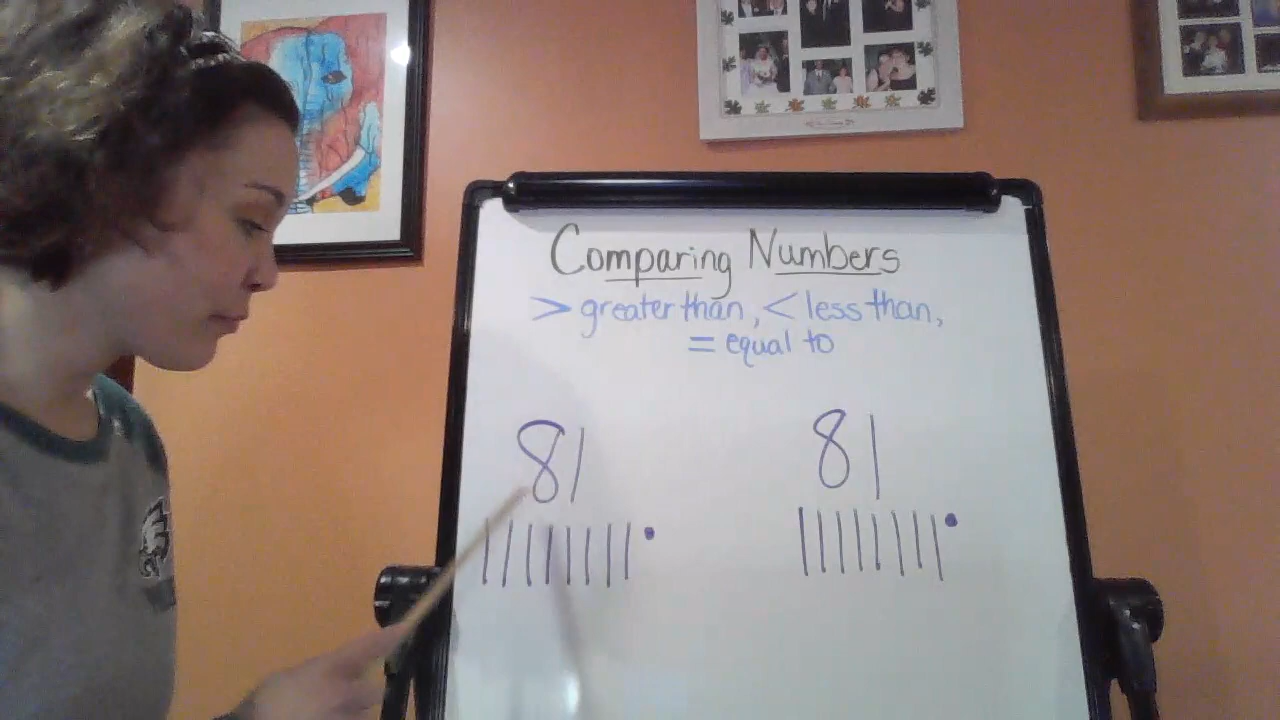 Comparing Numbers
> greater than, < less than,
= equal to
81 81